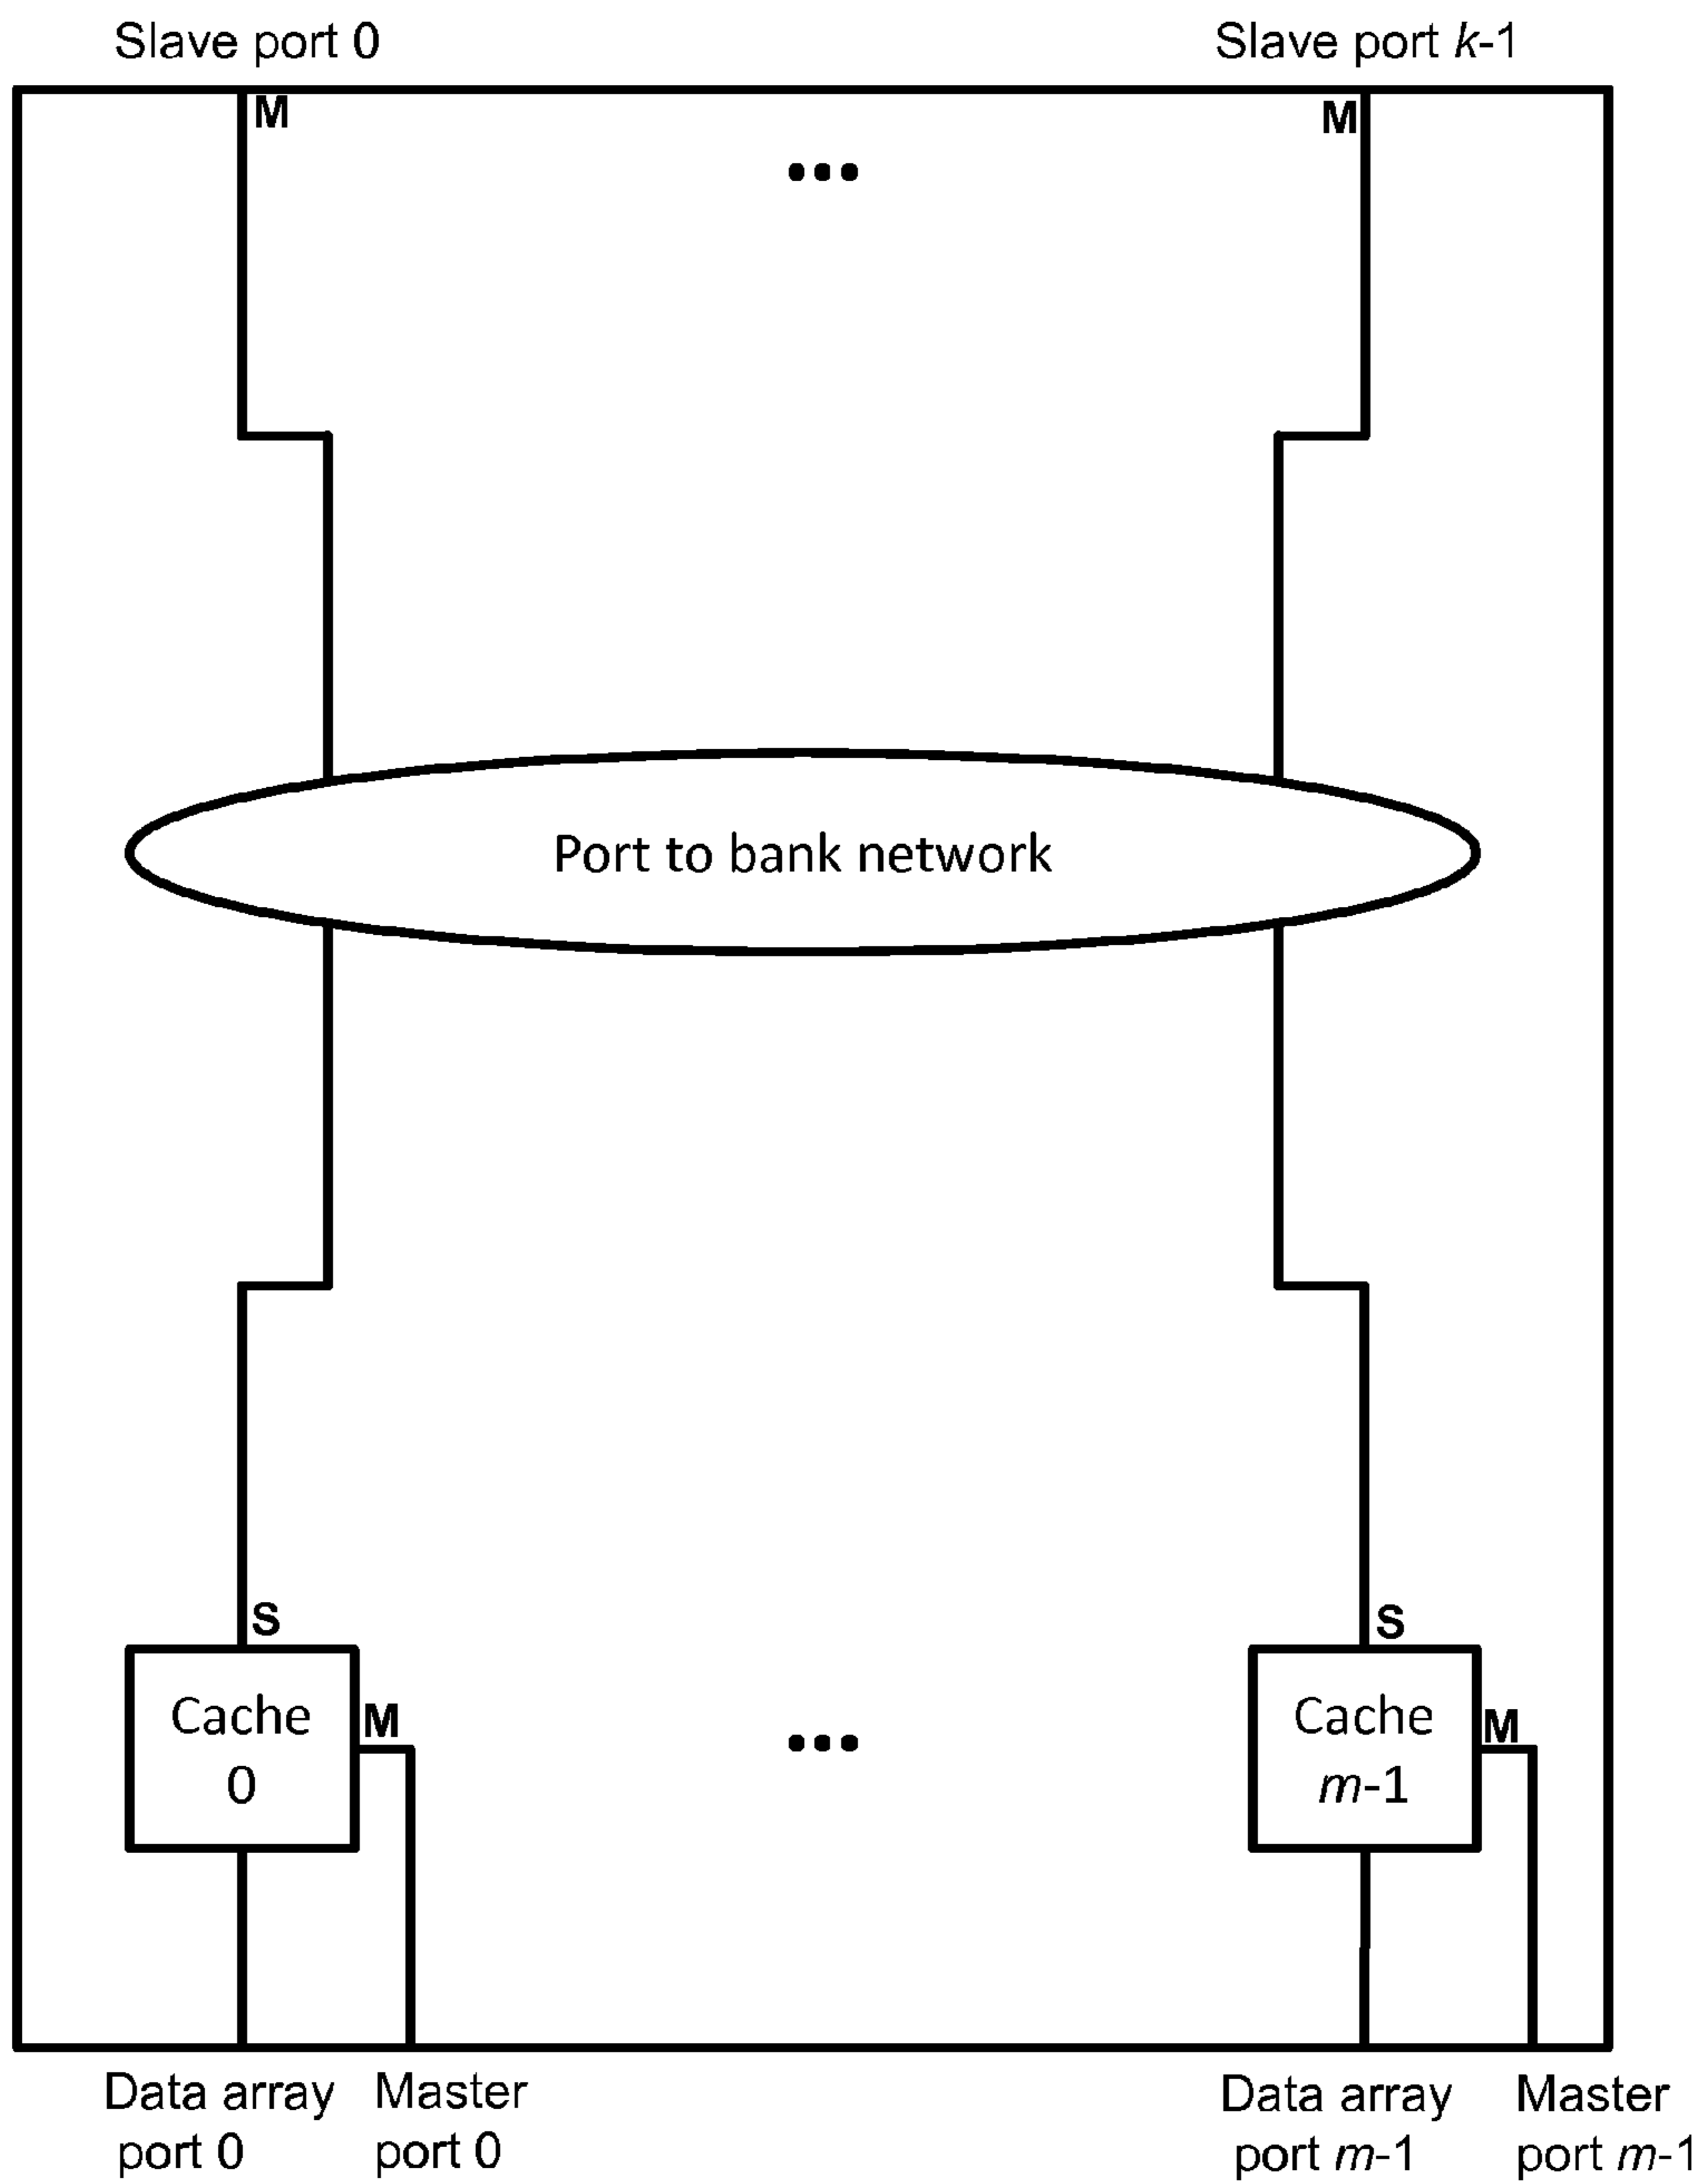 Slave port 0
Slave port k-1
M
M
...
Port to bank network
S
S
Cache
0
M
...
Cache
m-1
M
Data array
port 0
Master
port 0
Data array
port m-1
Master
port m-1